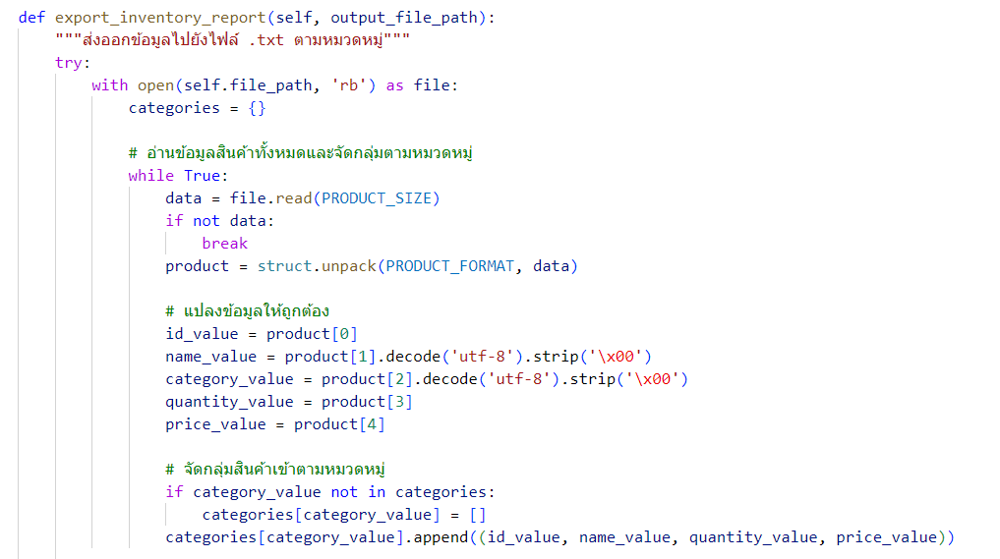 def export_inventory_report(self, output_file_path):
    """ส่งออกข้อมูลไปยังไฟล์ .txt ตามหมวดหมู่"""
    try:
        with open(self.file_path, 'rb') as file:
            categories = {}

            # อ่านข้อมูลสินค้าทั้งหมดและจัดกลุ่มตามหมวดหมู่
            while True:
                data = file.read(PRODUCT_SIZE)
                if not data:
                    break
                product = struct.unpack(PRODUCT_FORMAT, data)

                # แปลงข้อมูลให้ถูกต้อง
                id_value = product[0]
                name_value = product[1].decode('utf-8').strip('\x00')
                category_value = product[2].decode('utf-8').strip('\x00')
                quantity_value = product[3]
                price_value = product[4]

                # จัดกลุ่มสินค้าเข้าตามหมวดหมู่
                if category_value not in categories:
                    categories[category_value] = []
                categories[category_value].append((id_value, name_value, quantity_value, price_value))